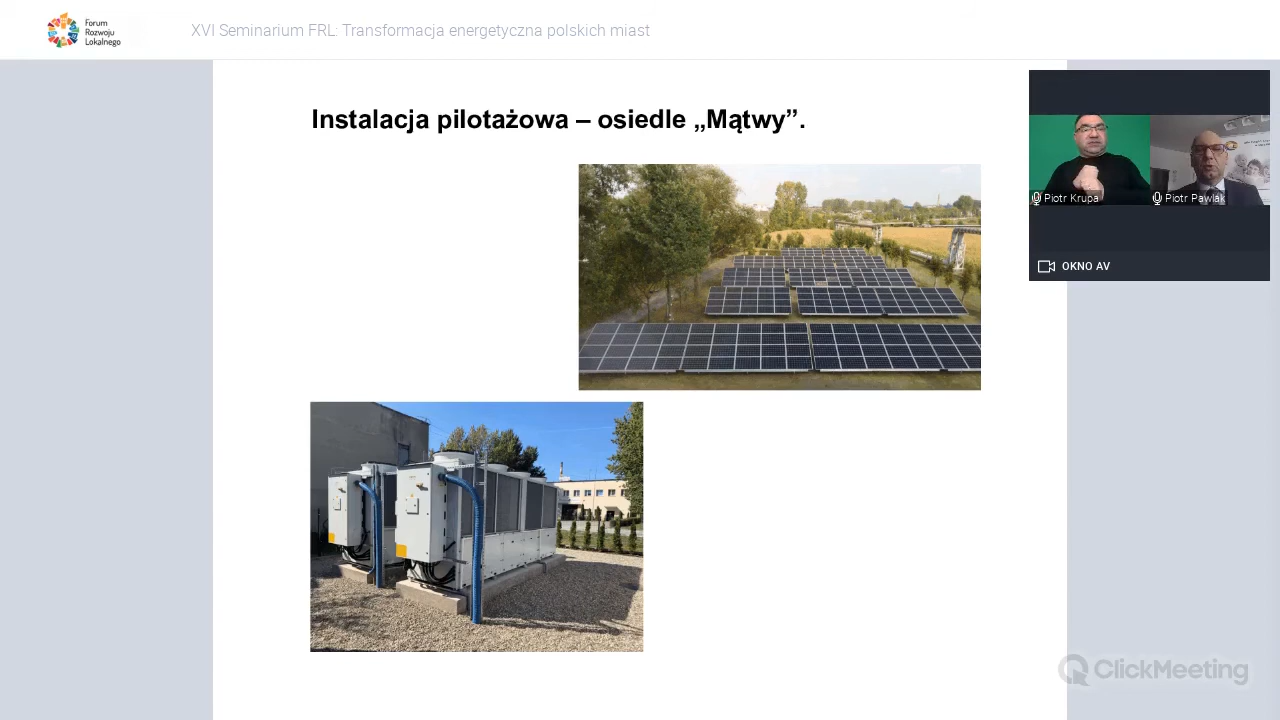 Forum
Rozwoju
Lokalnego
XVI Seminarium FRL: Transformacja energetyczna polskich miast
Instalacja pilotażowa – osiedle „Mątwy”.
Piotr Krupa
Piotr Pawlak
OKNO AV
ClickMeeting